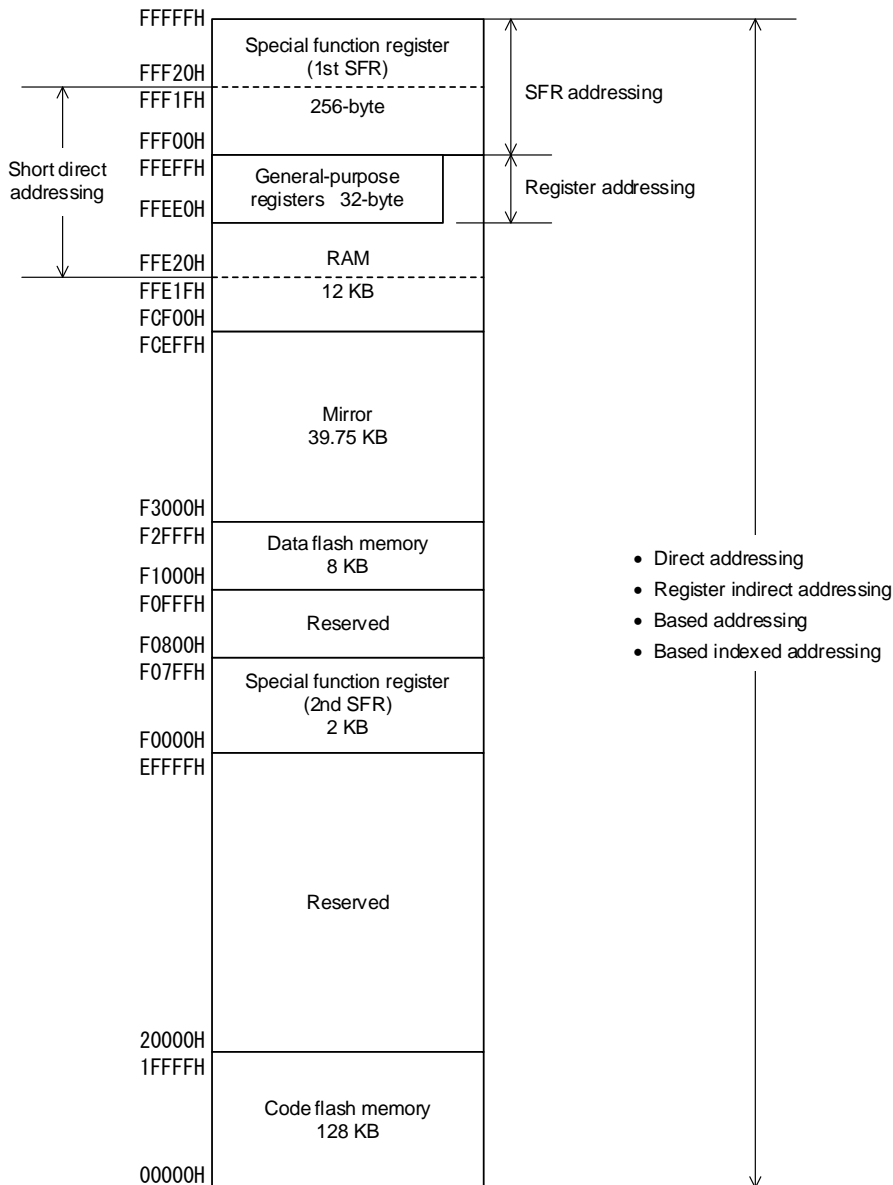 FFFFFH
Special function register
(1st SFR)
256-byte
FFF20H
FFF1FH
FFF00H
SFR addressing
Short direct
addressing
FFEFFH
General-purpose
registers 32-byte
FFEE0H
Register addressing
RAM
12 KB
FFE20H
FFE1FH
FCF00H
FCEFFH
Mirror
39.75 KB
F3000H
F2FFFH
Data flash memory
8 KB
F1000H
F0FFFH
Reserved
F0800H
F07FFH
Special function register
(2nd SFR)
2 KB
F0000H
EFFFFH
Reserved
20000H
1FFFFH
Code flash memory
128 KB
00000H
• Direct addressing
• Register indirect addressing
• Based addressing
• Based indexed addressing